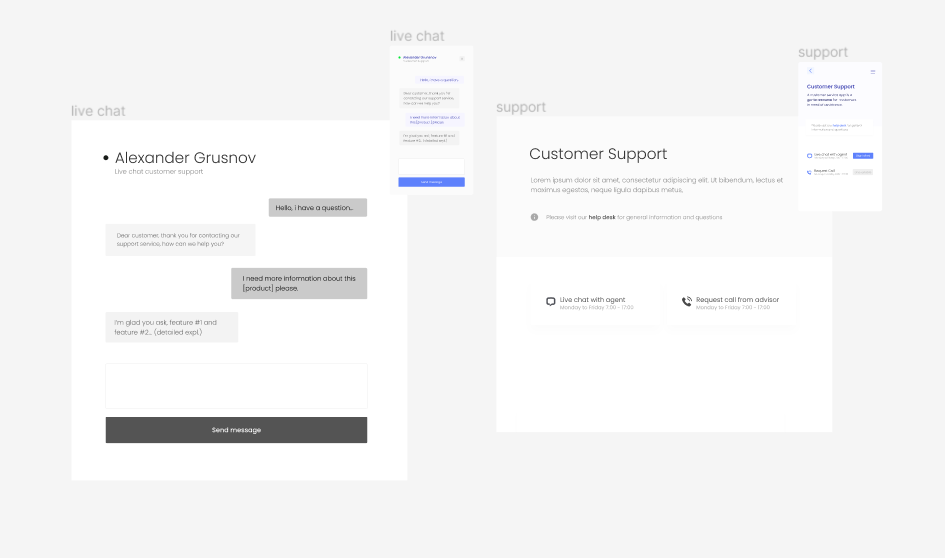 live chat
Alexander Grusnov
Live chat customer support
Hello, i have a question..
Dear customer, thank you for contacting our
support service, how can we help you?
I need more information about this
[product] please.
I'm glad you ask, feature #1 and
feature #2... (detailed expl.)
Send message
live chat
Alexander Grusnov
Customer support
Hello, i have a question..
Dear customer, thank you for
contacting our support service,
how can we help you?
I need more information about
this [product] please.
I'm glad you ask, feature #1 and
feature #2.. (detailed expl.)
Send message
support
Customer Support
Lorem ipsum dolor sit amet, consectetur adipiscing elit. Ut bibendum, lectus et
maximus egestas, neque ligula dapibus metus,
Please visit our help desk for general information and questions
Live chat with agent
Monday to Friday 7:00 - 17:00
Request call from advisor
Monday to Friday 7:00 - 17:00
support
Customer Support
Live chat with agent
Request Call